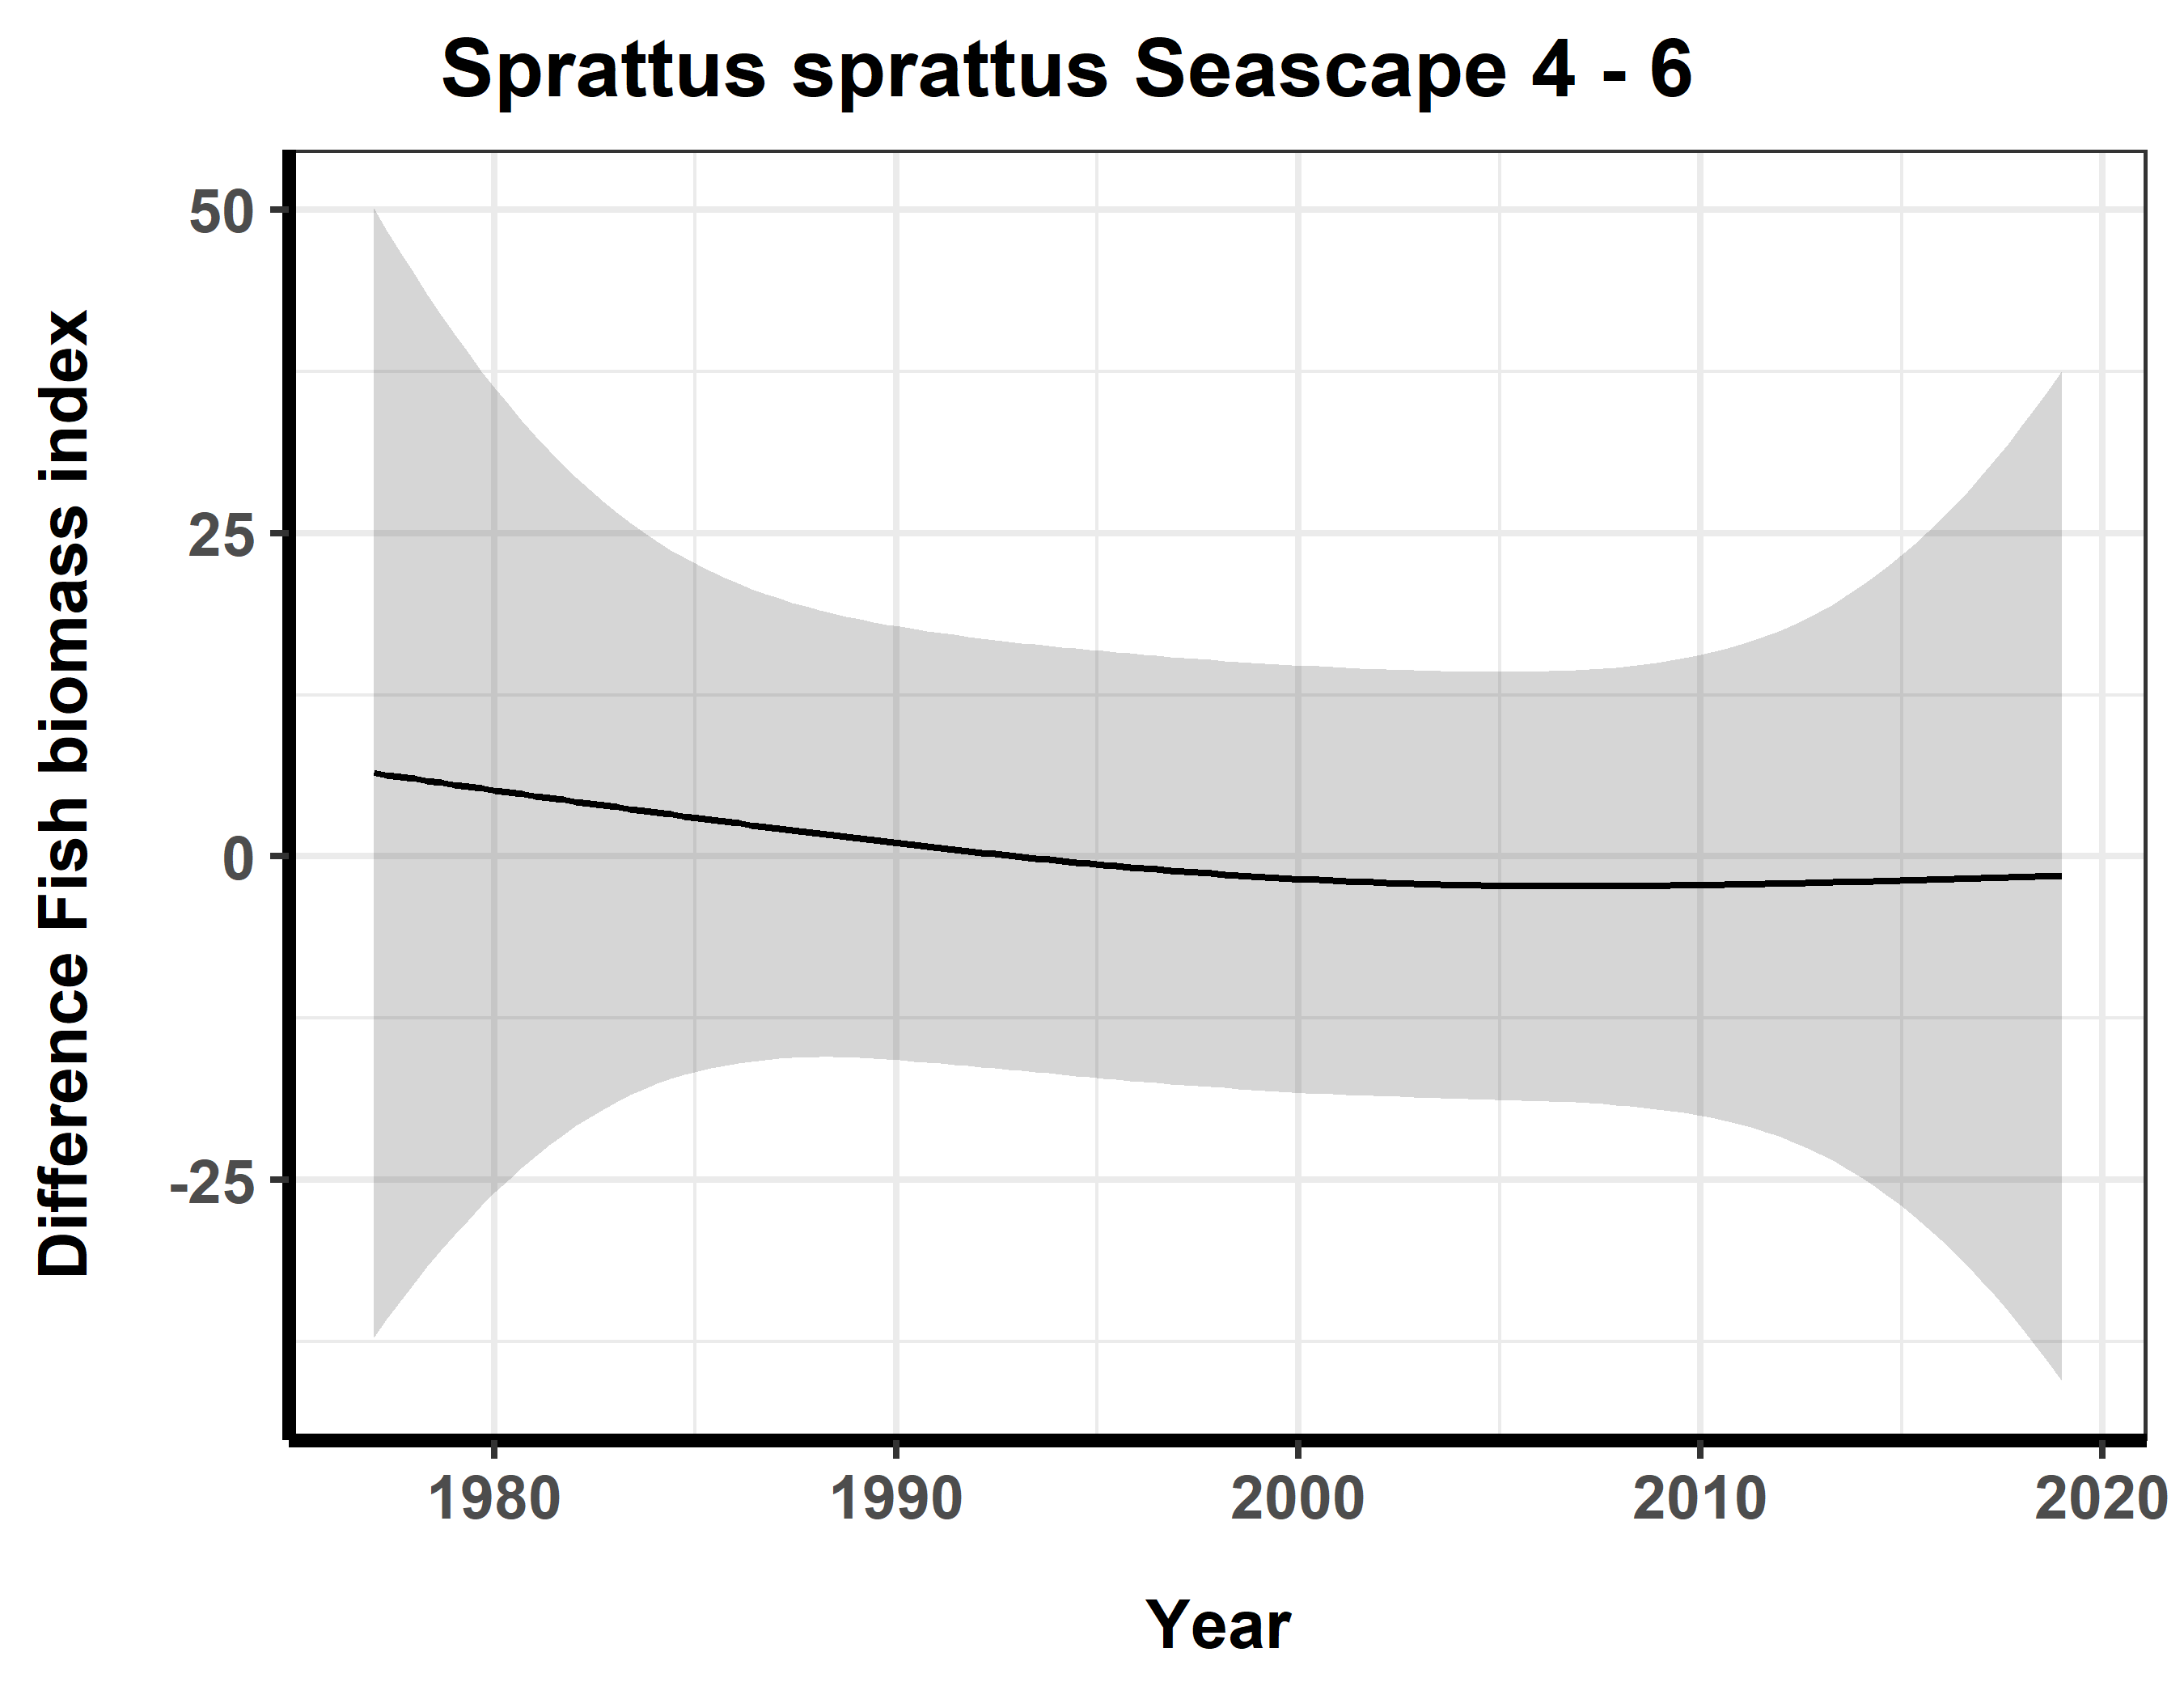 Sprattus sprattus Seascape 4 - 6
Difference Fish biomass index
50
25
0
-25
1980 1990 2000 2010 2020
Year